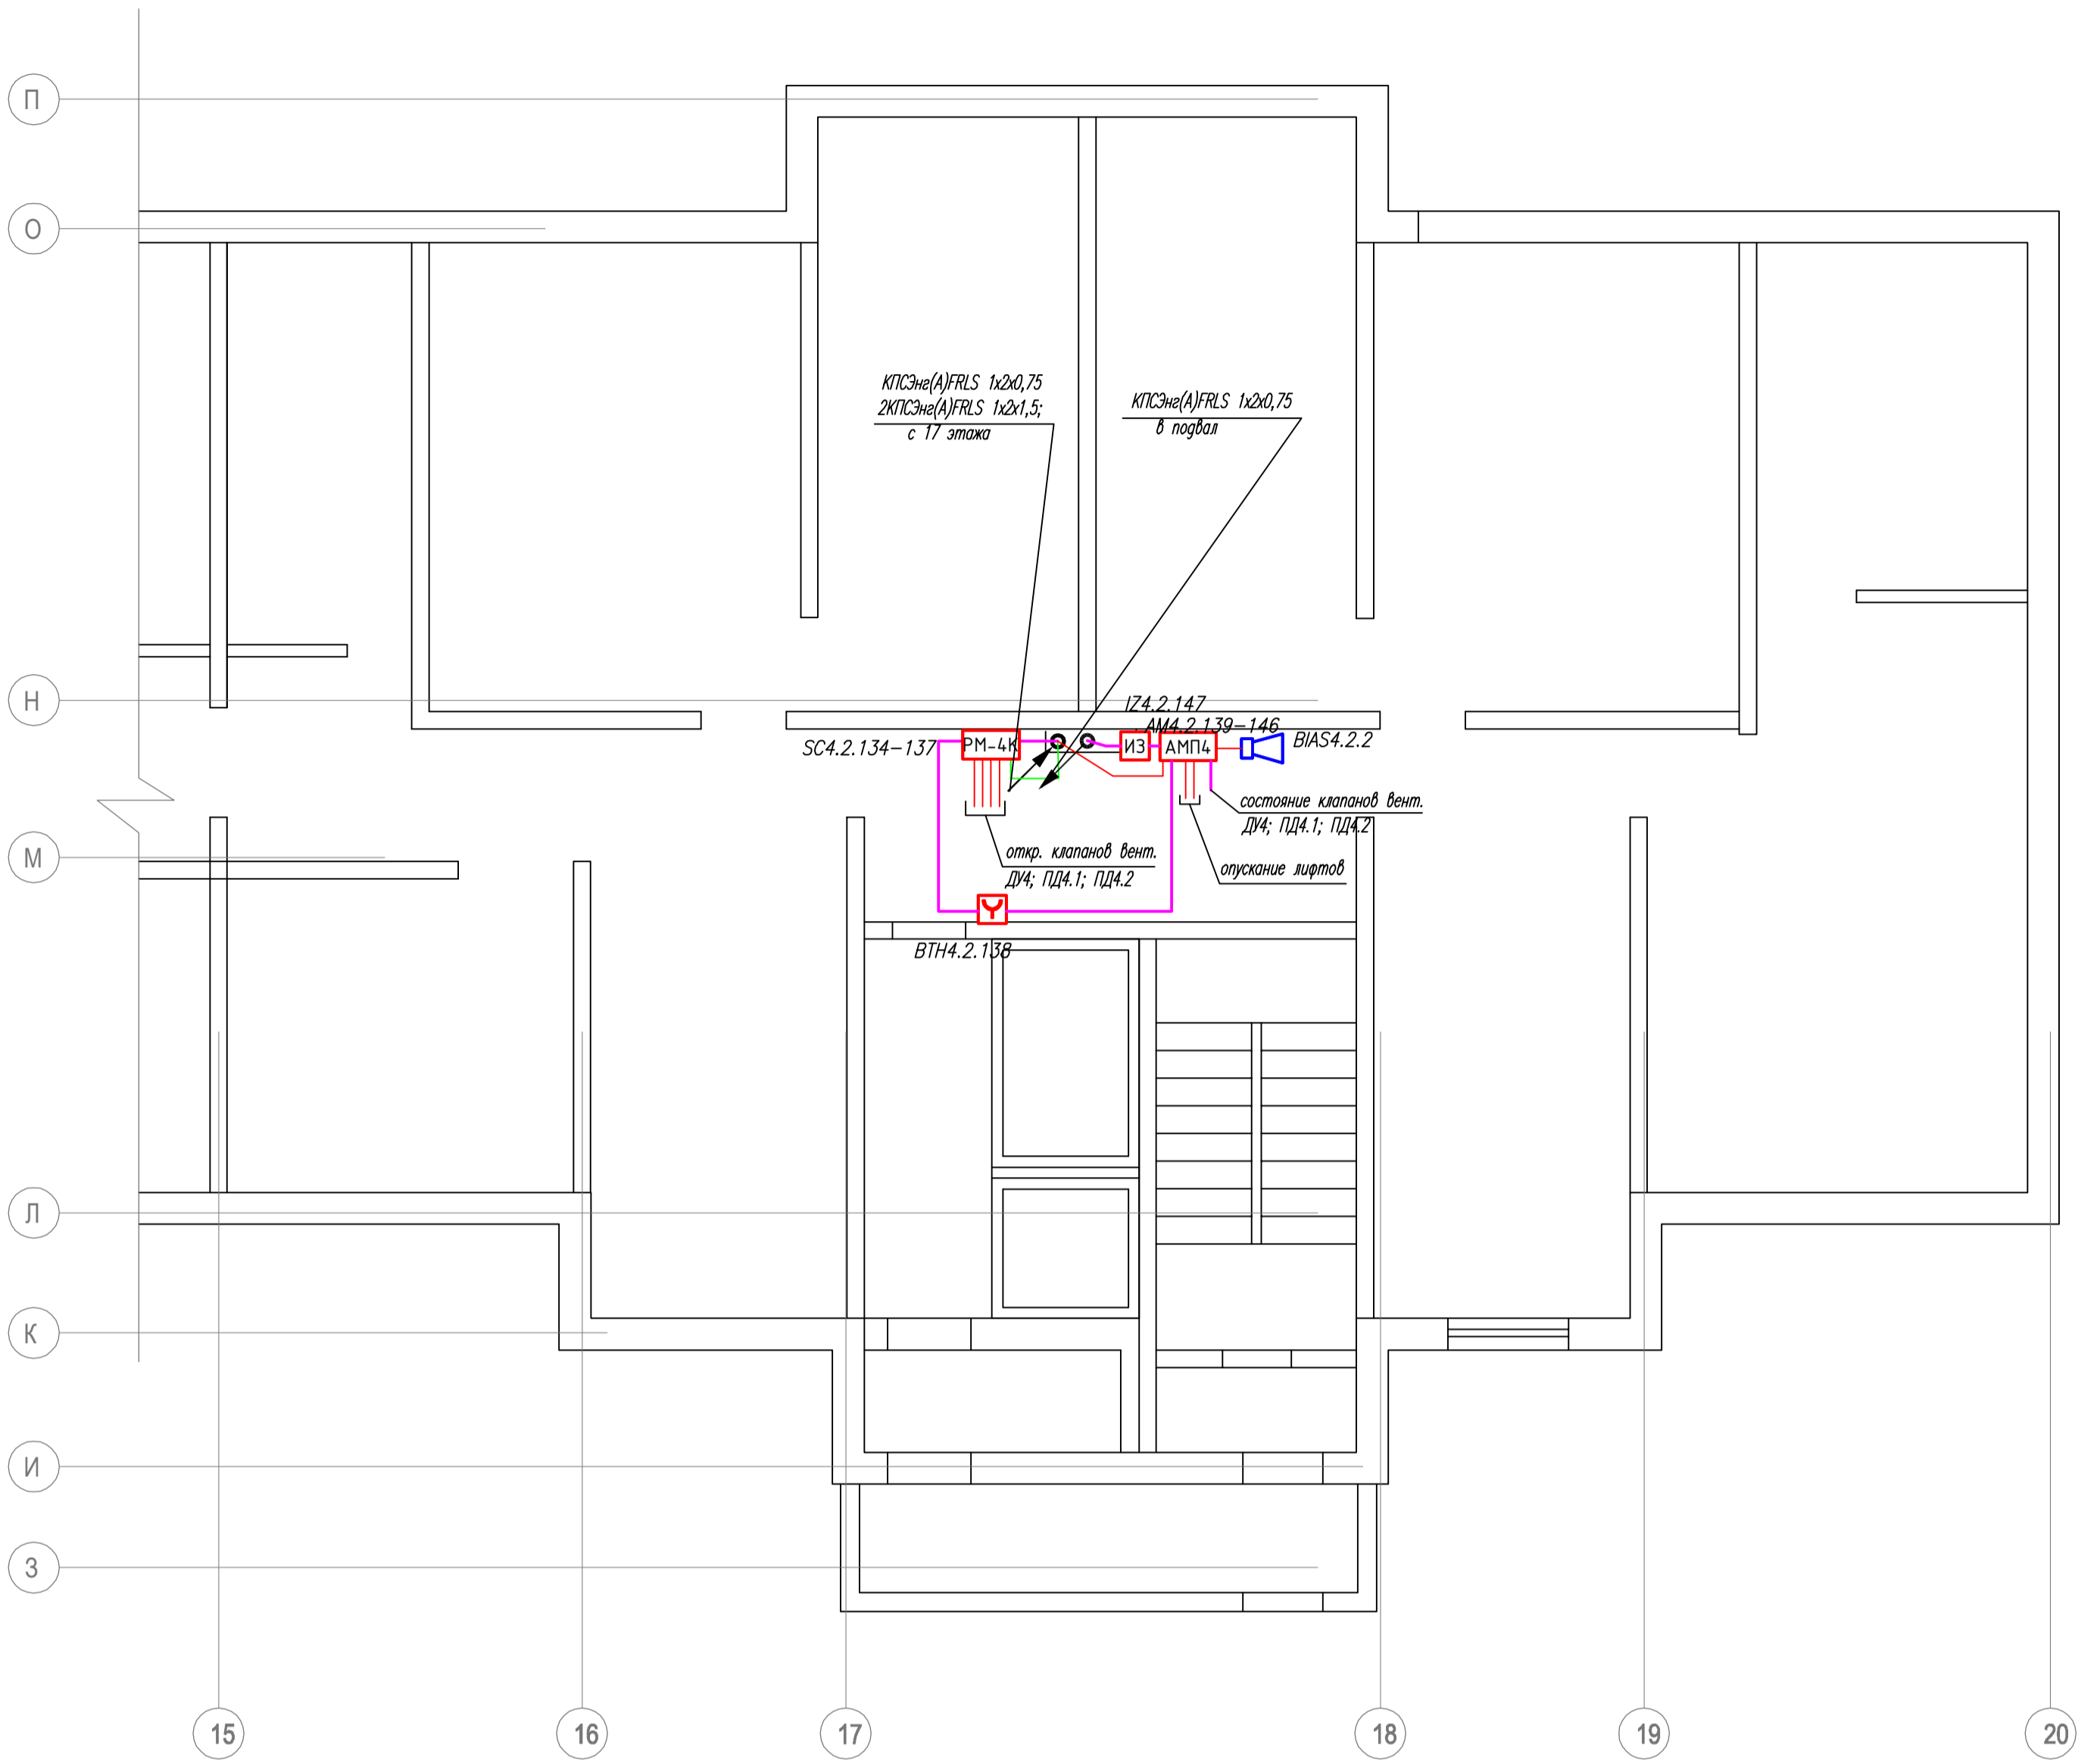 П
О
КПСЭнг(А)FRLS 1х2х0,75
2КПСЭнг(А)FRLS 1х2х1,5;
с 17 этажа
КПСЭнг(А)FRLS 1х2х0,75
в подвал
Н
IZ4.2.147
АМ4.2.139-146
SC4.2.134-137
РМ-4К
ИЗ
АМП4
BIAS4.2.2
состояние клапанов вент.
ДУ4; ПД4.1; ПД4.2
М
откр. клапанов вент.
ДУ4; ПД4.1; ПД4.2
опускание лифтов
ВТН4.2.138
Л
К
И
З
15
16
17
18
19
20